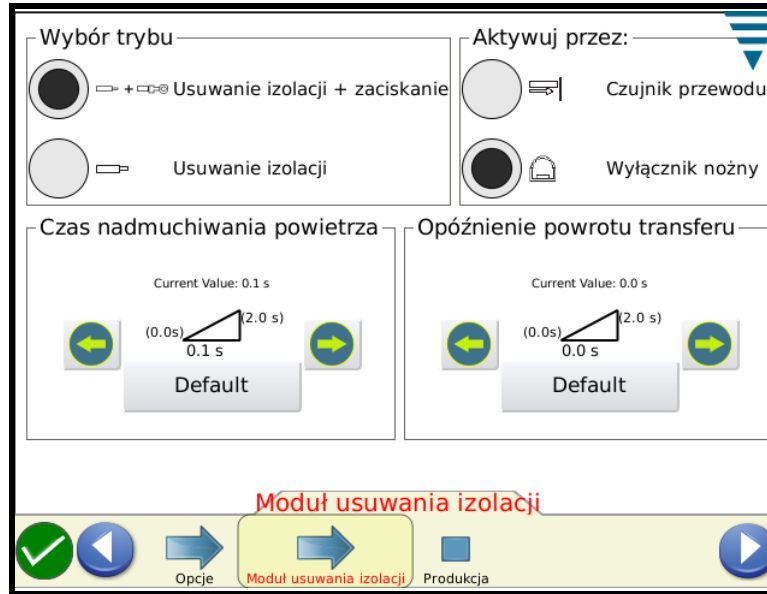 Wybór trybu
Usuwanie izolacji + zaciskanie
Usuwanie izolacji
Aktywuj przez:
Czujnik przewodu
Wyłącznik nożny
Czas nadmuchiwania powietrza
Current Value: 0.1 s
(0.0s)
(2.0 s)
0.1 s
Default
Opóźnienie powrotu transferu
Current Value: 0.0 s
(0.0s)
(2.0 s)
0.0 s
Default
Moduł usuwania izolacji
Opcje
Moduł usuwania izolacji
Produkcja